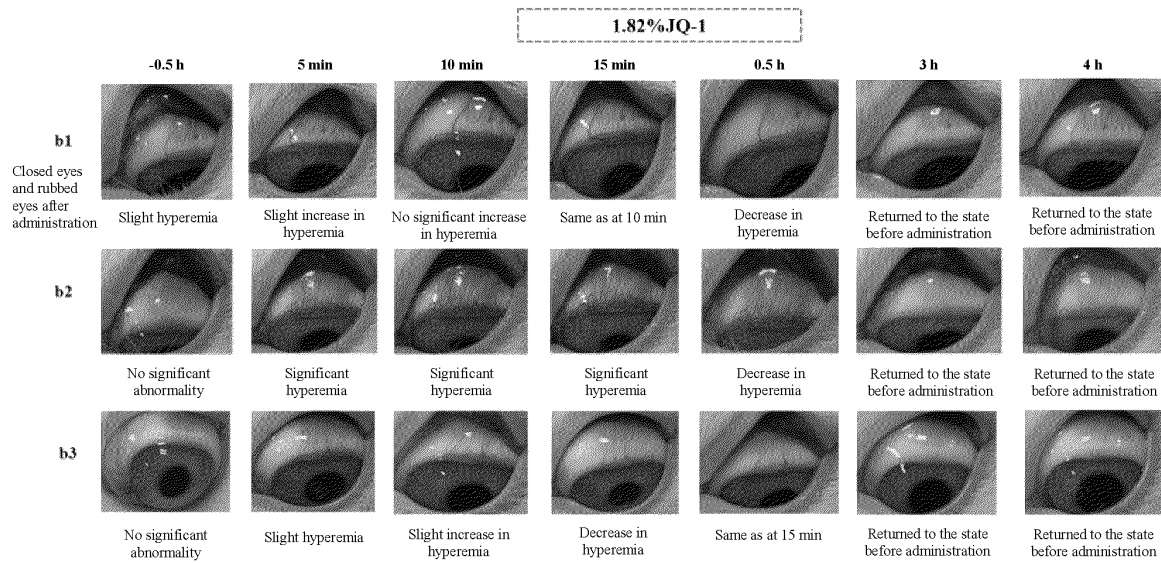 1.82%JQ-1
-0.5 h
5 min
10 min
15 min
0.5 h
3 h
4 h
b1
Closed eyes
and rubbed
eyes after
administration
Slight hyperemia
Slight increase in
hyperemia
No significant increase
in hyperemia
Same as at 10 min
Decrease in
hyperemia
Returned to the state
before administration
Returned to the state
before administration
b2
No significant
abnormality
Significant
hyperemia
Significant
hyperemia
Significant
hyperemia
Decrease in
hyperemia
Returned to the state
before administration
Returned to the state
before administration
b3
No significant
abnormality
Slight hyperemia
Slight increase in
hyperemia
Decrease in
hyperemia
Same as at 15 min
Returned to the state
before administration
Returned to the state
before administration